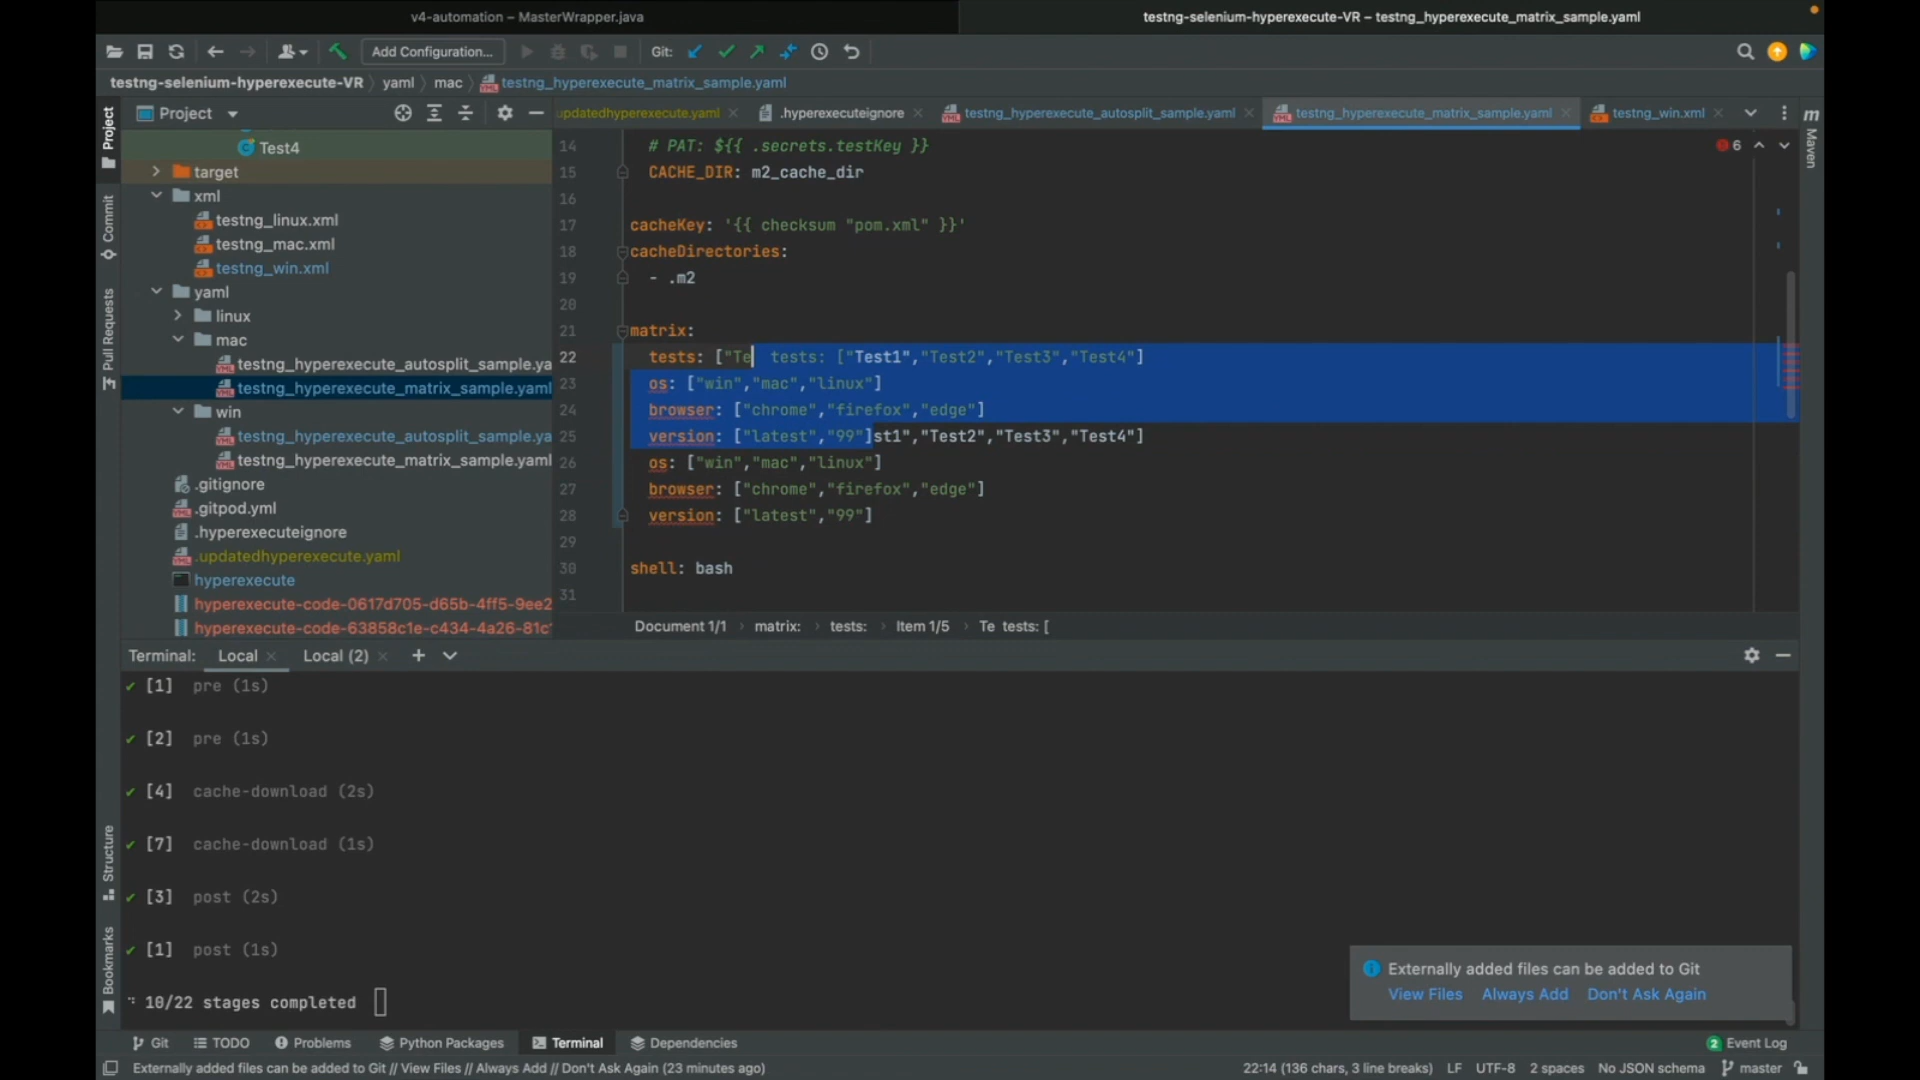 v4-automation – MasterWrapper.java
testng-selenium-hyperexecute-VR – testng_hyperexecute_matrix_sample.yaml
Add Configuration...
Git:
testng-selenium-hyperexecute-VR
yaml
mac
testng_hyperexecute_matrix_sample.yaml
Project
Project
updatedhyperexecute.yaml
.hyperexecuteignore
testng_hyperexecute_autosplit_sample.yaml
testng_hyperexecute_matrix_sample.yaml
testng_win.xml
m
Maven
Commit
Pull Requests
Test4
target
xml
testng_linux.xml
testng_mac.xml
testng_win.xml
yaml
linux
mac
testng_hyperexecute_autosplit_sample.ya
testng_hyperexecute_matrix_sample.yaml
win
testng_hyperexecute_autosplit_sample.ya
testng_hyperexecute_matrix_sample.yaml
.gitignore
.gitpod.yml
.hyperexecuteignore
.updatedhyperexecute.yaml
hyperexecute
hyperexecute-code-0617d705-d65b-4ff5-9ee2
hyperexecute-code-63858c1e-c434-4a26-81c
6
14 # PAT: ${{ .secrets.testKey }}
15 CACHE_DIR: m2_cache_dir
16
17 cacheKey: '{{ checksum "pom.xml" }}'
18 cacheDirectories:
19 - .m2
20
21 matrix:
22 tests: ["Te  tests: ["Test1","Test2","Test3","Test4"]
23 os: ["win","mac","linux"]
24 browser: ["chrome","firefox","edge"]
25 version: ["latest","99"]st1","Test2","Test3","Test4"]
26 os: ["win","mac","linux"]
27 browser: ["chrome","firefox","edge"]
28 version: ["latest","99"]
29
30 shell: bash
31
Document 1/1
matrix:
tests:
Item 1/5
Te tests: [
Terminal:
Local
Local (2)
✔ [1] pre (1s)
✔ [2] pre (1s)
✔ [4] cache-download (2s)
✔ [7] cache-download (1s)
✔ [3] post (2s)
✔ [1] post (1s)
10/22 stages completed
Structure
Bookmarks
Externally added files can be added to Git
View Files Always Add Don't Ask Again
Git
TODO
Problems
Python Packages
Terminal
Dependencies
2 Event Log
Externally added files can be added to Git // View Files // Always Add // Don't Ask Again (23 minutes ago)
22:14 (136 chars, 3 line breaks)
LF
UTF-8
2 spaces
No JSON schema
master